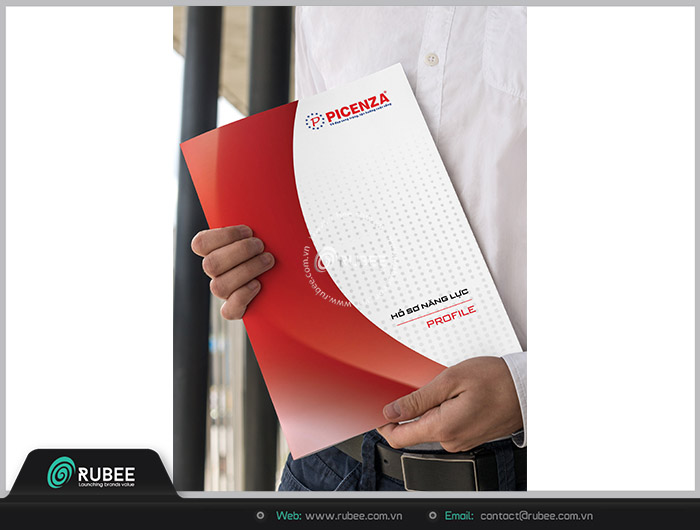 PICENZA
HỒ SƠ NĂNG LỰC
PROFILE
RUBEE
www.rubee.com.vn
RUBEE
Launching brands value
Web: www.rubee.com.vn
Email: contact@rubee.com.vn